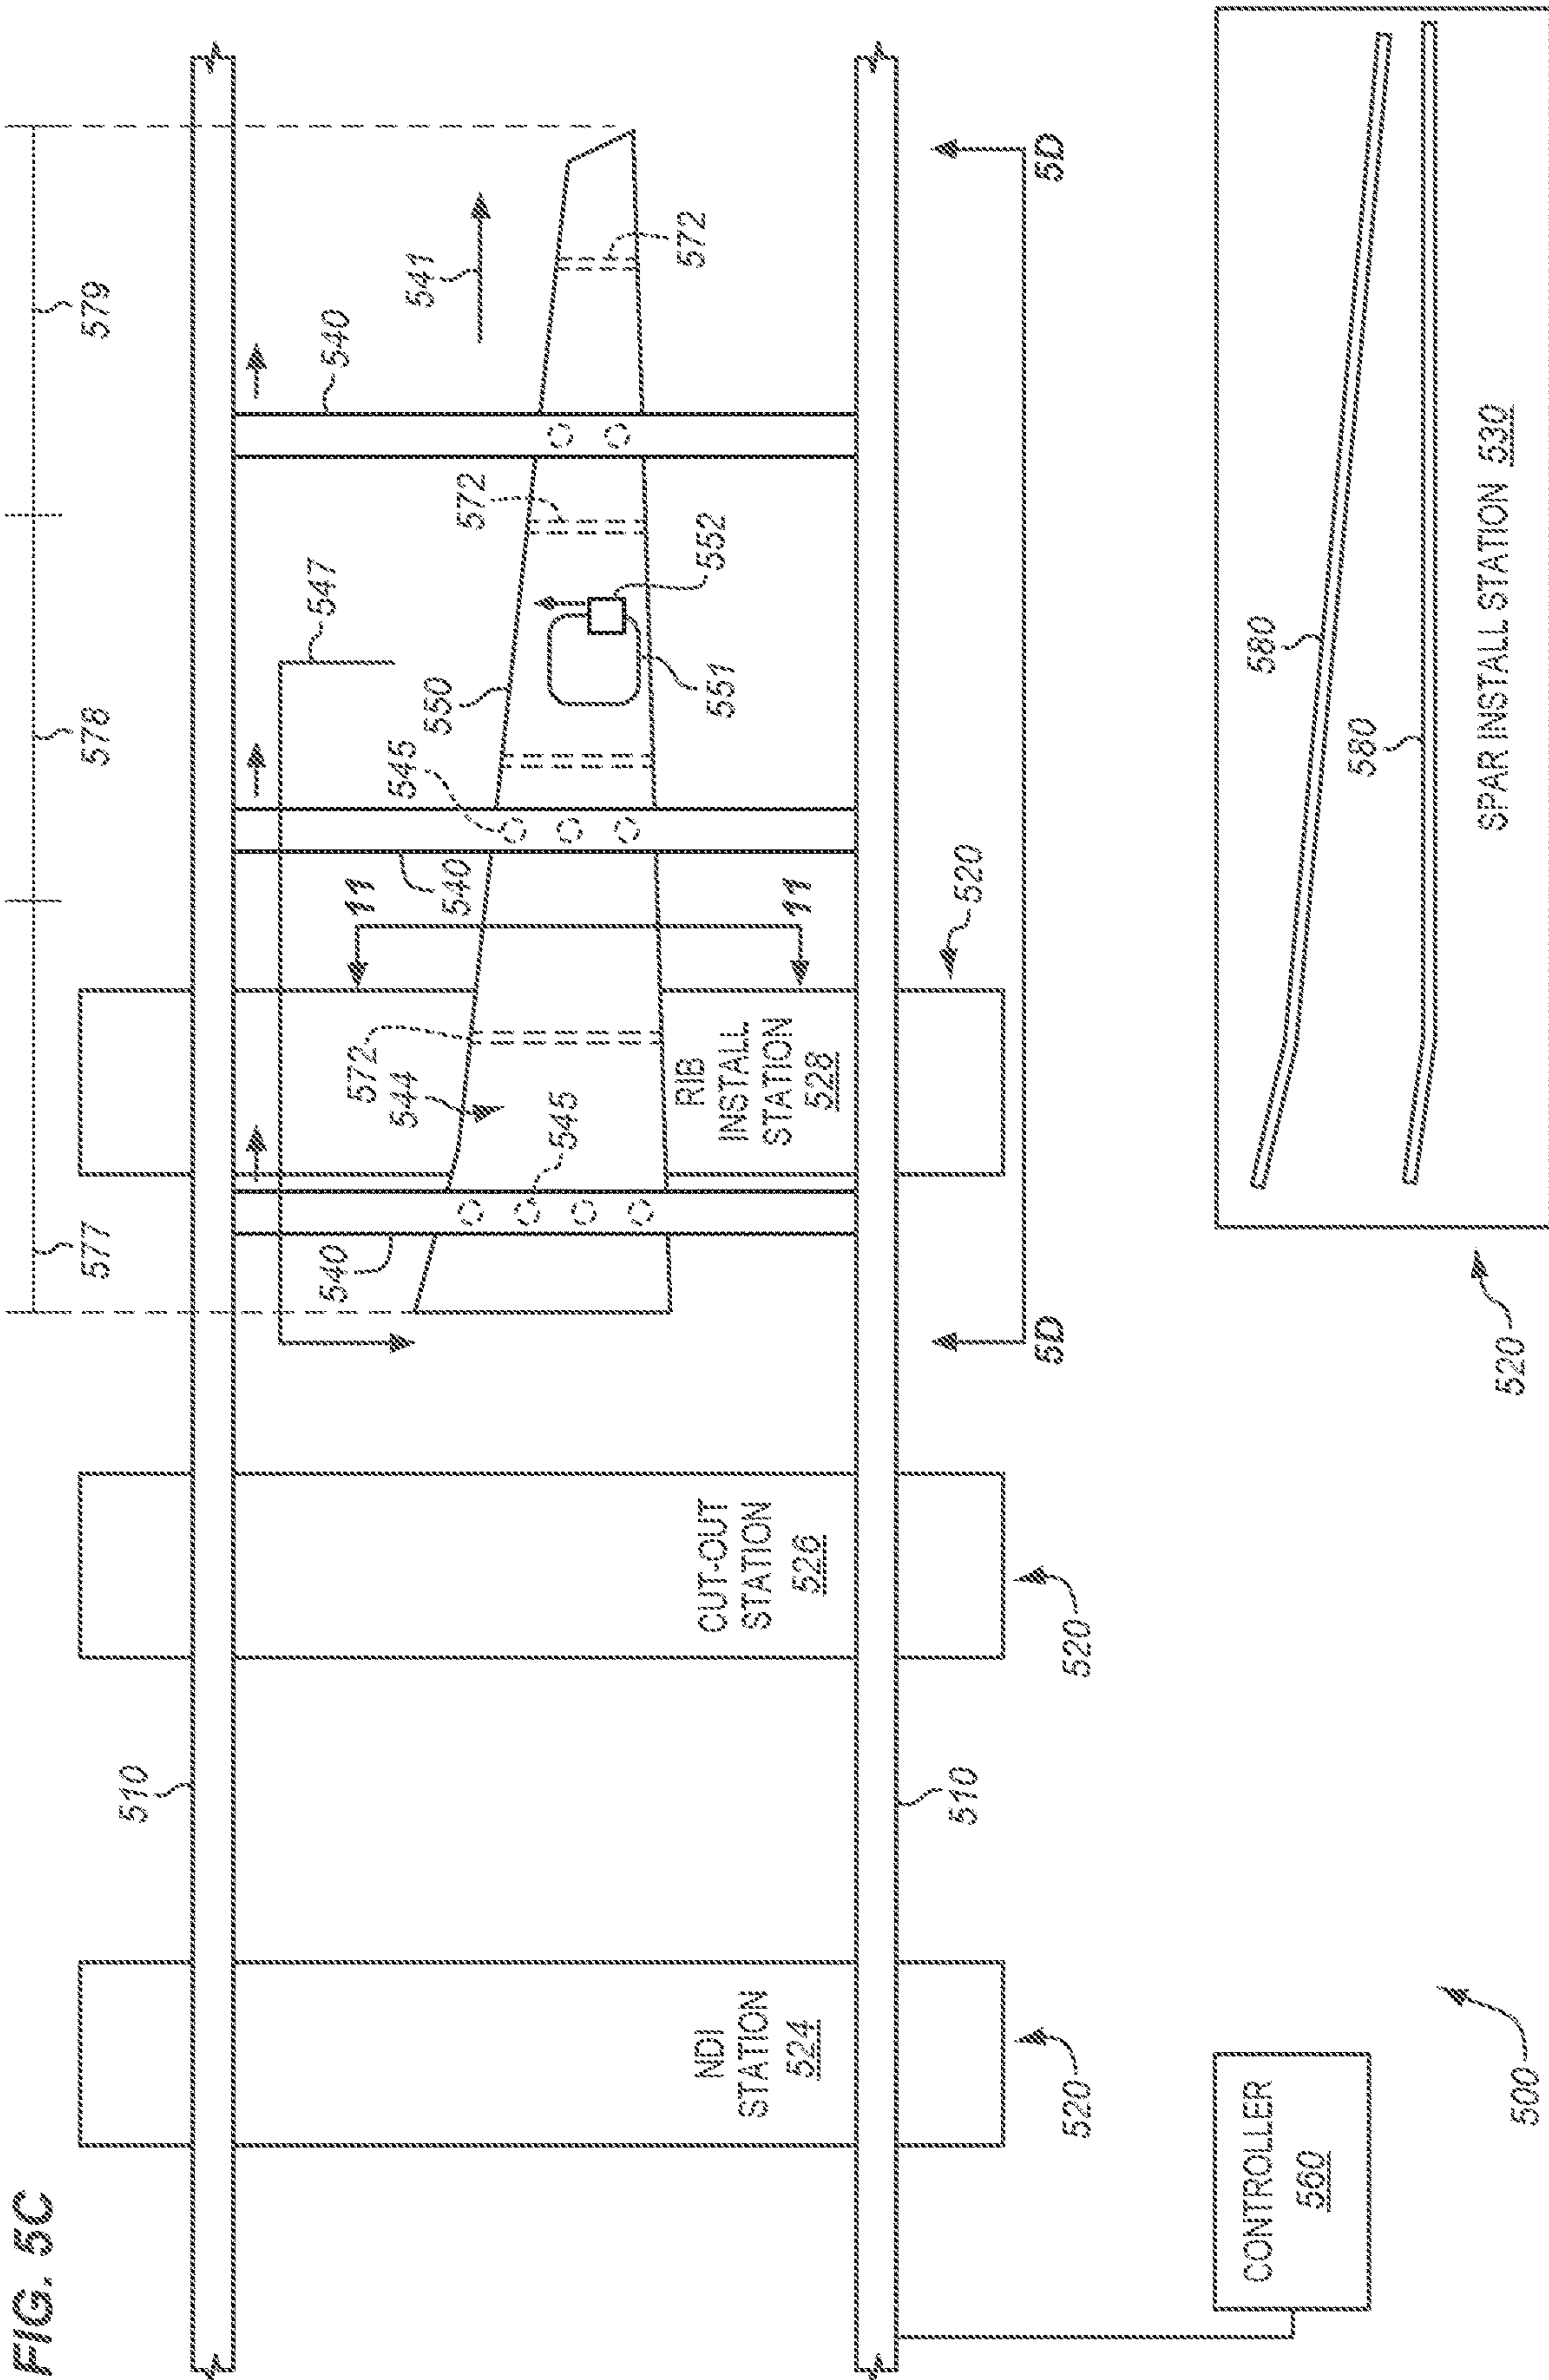 FIG. 5C
577
578
579
510
547
541
540
572
544
545
540
11
545
550
572
551
552
540
572
11
NDI
STATION
524
CUT-OUT
STATION
526
RIB
INSTALL
STATION
528
510
520
520
520
5D
5D
CONTROLLER
560
500
520
580
580
SPAR INSTALL STATION 530